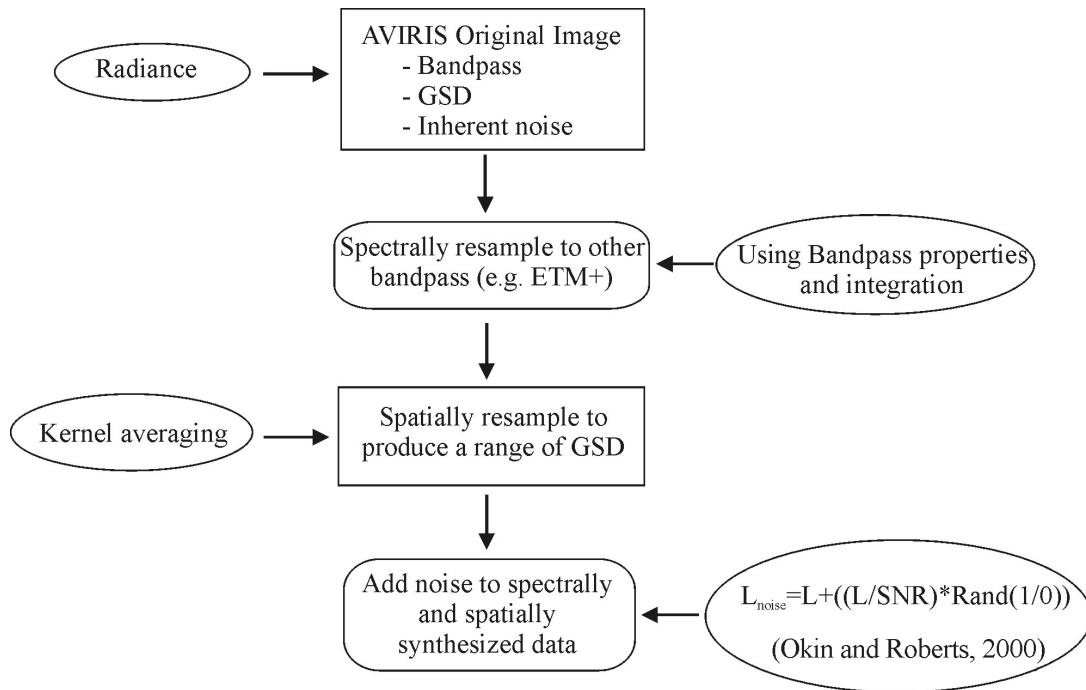 Radiance
AVIRIS Original Image
- Bandpass
- GSD
- Inherent noise
Spectrally resample to other
bandpass (e.g. ETM+)
Using Bandpass properties
and integration
Kernel averaging
Spatially resample to
produce a range of GSD
Add noise to spectrally
and spatially
synthesized data
Lnoise=L+((L/SNR)*Rand(1/0))
(Okin and Roberts, 2000)